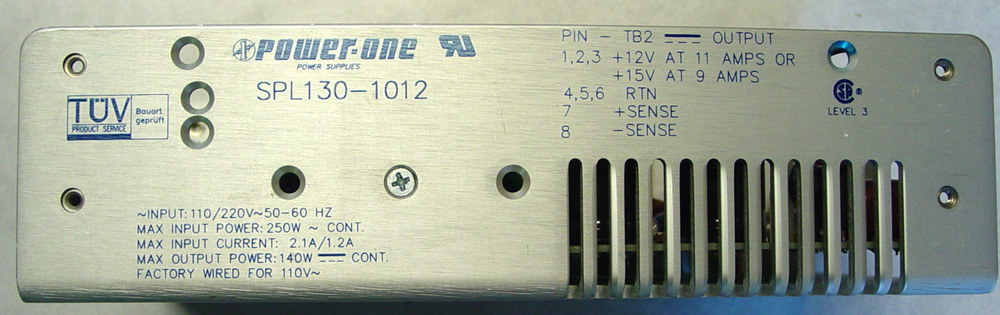 POWER-ONE
POWER SUPPLIES
SPL130-1012
TÜV
PRODUCT SERVICE
Bauart
geprüft
PIN - TB2 ⎓ OUTPUT
1,2,3 +12V AT 11 AMPS OR
+15V AT 9 AMPS
4,5,6 RTN
7 +SENSE
8 -SENSE
®
LEVEL 3
~INPUT: 110/220V~50-60 HZ
MAX INPUT POWER: 250W ~ CONT.
MAX INPUT CURRENT: 2.1A/1.2A
MAX OUTPUT POWER: 140W ⎓ CONT.
FACTORY WIRED FOR 110V~